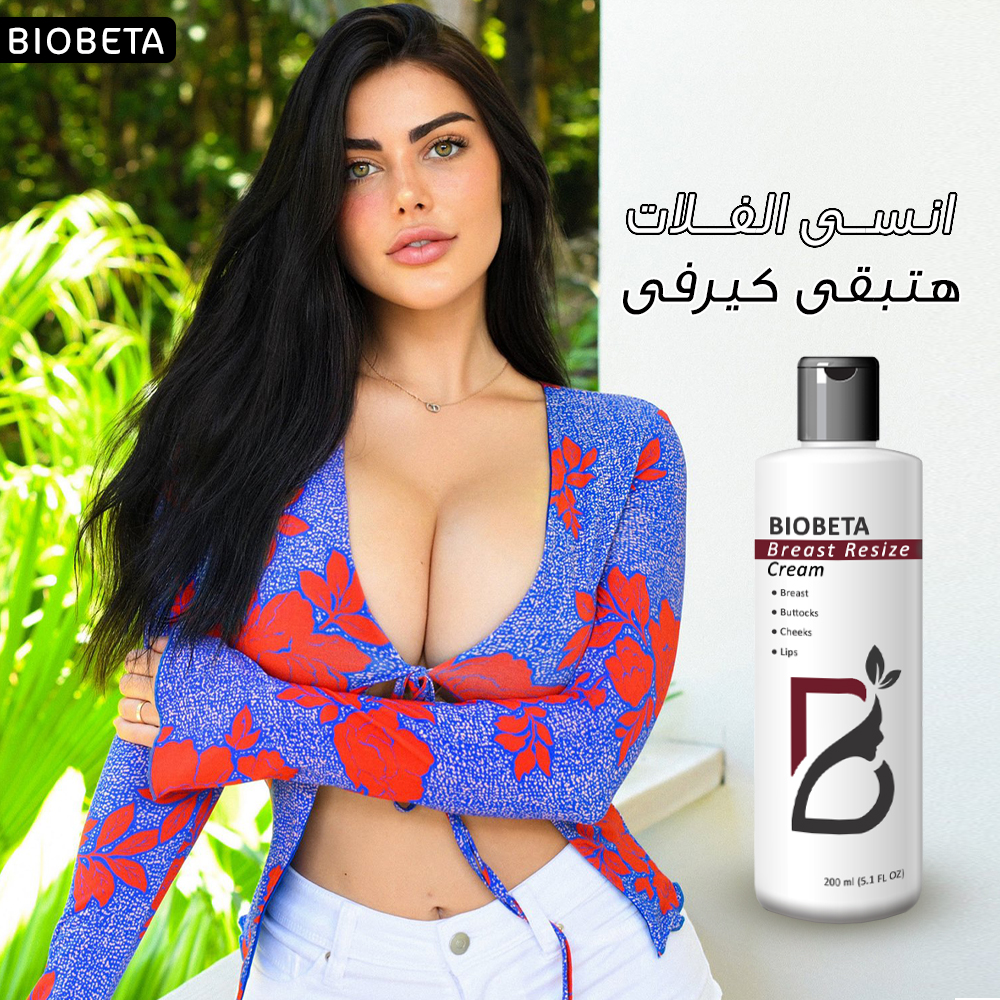 BIOBETA
انسى الفلات
هتبقى كيرفى
BIOBETA
Breast Resize
Cream
• Breast
• Buttocks
• Cheeks
• Lips
200 ml (5.1 FL OZ)